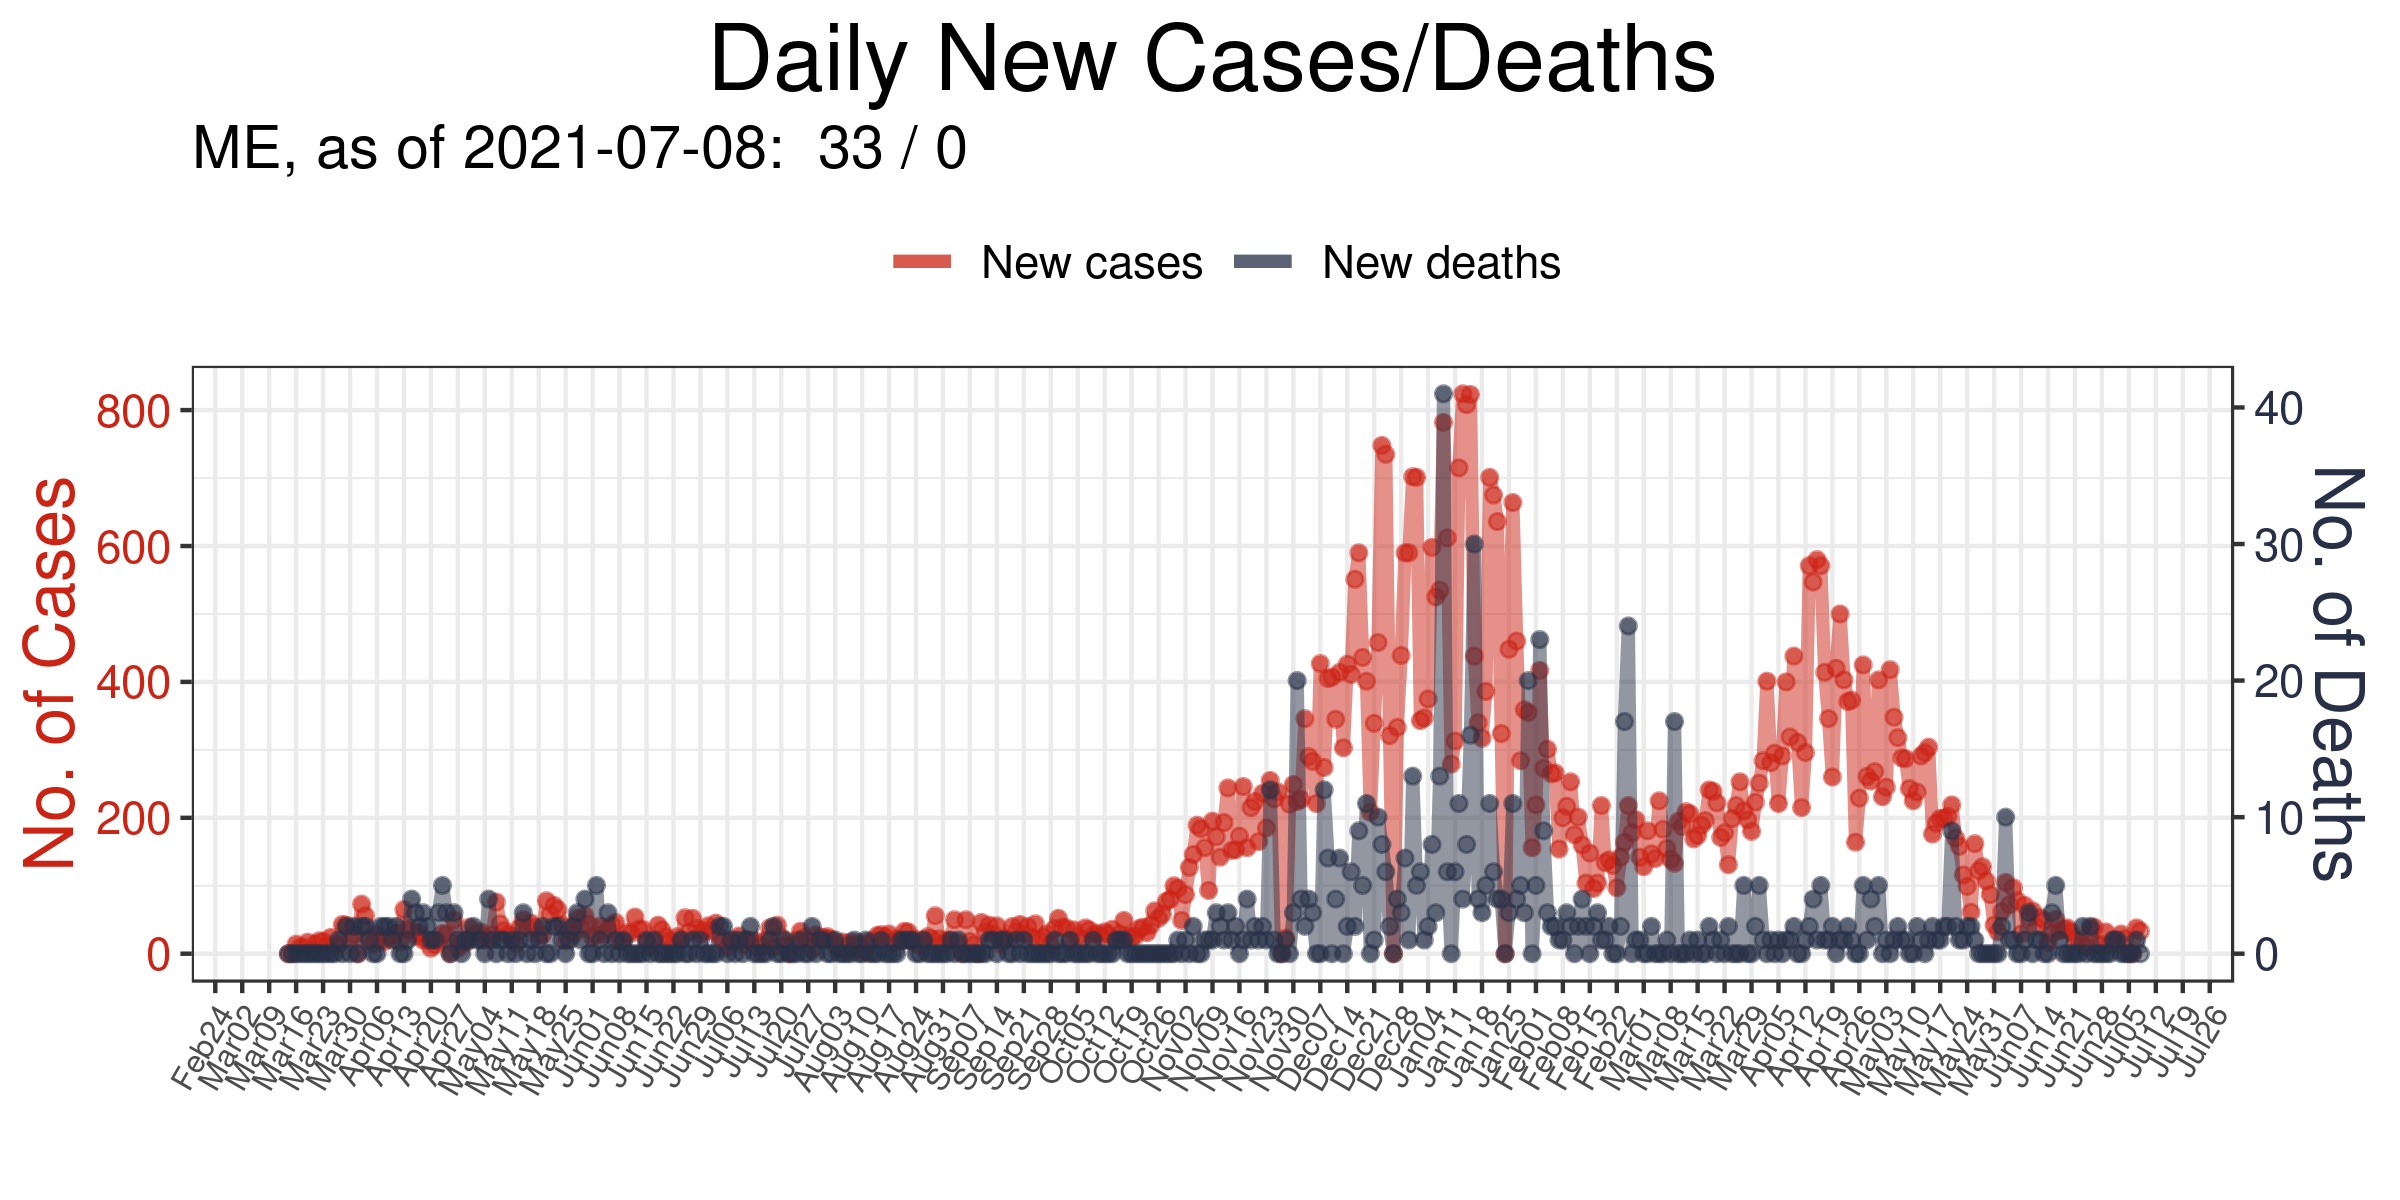 Daily New Cases/Deaths
ME, as of 2021-07-08:  33 / 0
New cases
New deaths
No. of Cases
800
600
400
200
0
40
30
20
10
0
No. of Deaths
Feb24
Mar02
Mar09
Mar16
Mar23
Mar30
Apr06
Apr13
Apr20
Apr27
May04
May11
May18
May25
Jun01
Jun08
Jun15
Jun22
Jun29
Jul06
Jul13
Jul20
Jul27
Aug03
Aug10
Aug17
Aug24
Aug31
Sep07
Sep14
Sep21
Sep28
Oct05
Oct12
Oct19
Oct26
Nov02
Nov09
Nov16
Nov23
Nov30
Dec07
Dec14
Dec21
Dec28
Jan04
Jan11
Jan18
Jan25
Feb01
Feb08
Feb15
Feb22
Mar01
Mar08
Mar15
Mar22
Mar29
Apr05
Apr12
Apr19
Apr26
May03
May10
May17
May24
May31
Jun07
Jun14
Jun21
Jun28
Jul05
Jul12
Jul19
Jul26